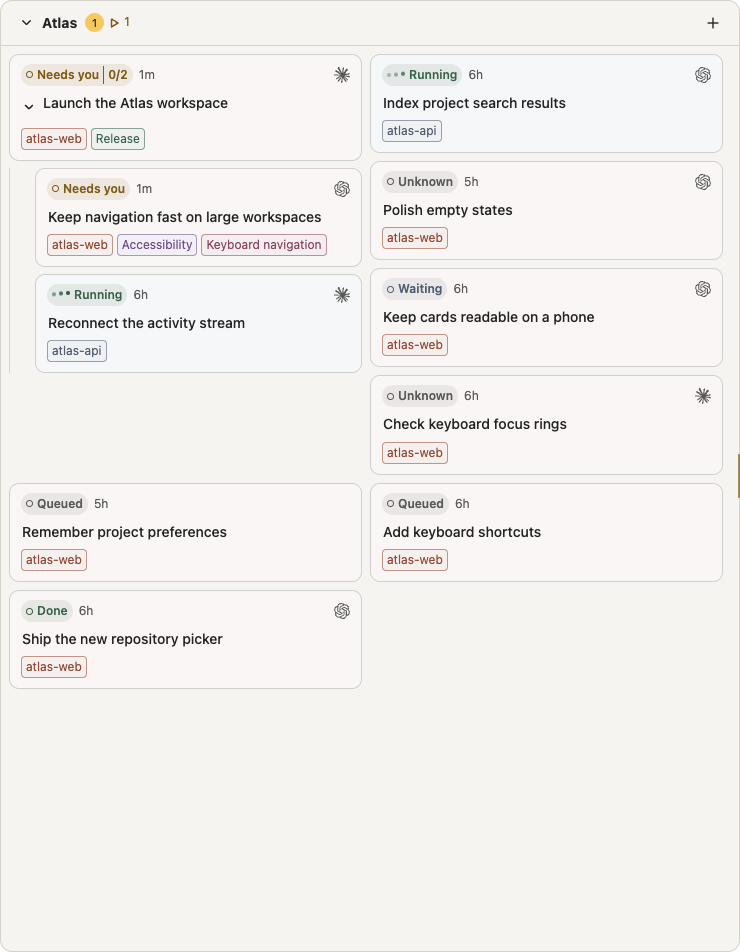 Atlas 1 1
Needs you 0/2 1m
Launch the Atlas workspace
atlas-web Release
Needs you 1m
Keep navigation fast on large workspaces
atlas-web Accessibility Keyboard navigation
Running 6h
Reconnect the activity stream
atlas-api
Running 6h
Index project search results
atlas-api
Unknown 5h
Polish empty states
atlas-web
Waiting 6h
Keep cards readable on a phone
atlas-web
Unknown 6h
Check keyboard focus rings
atlas-web
Queued 5h
Remember project preferences
atlas-web
Queued 6h
Add keyboard shortcuts
atlas-web
Done 6h
Ship the new repository picker
atlas-web